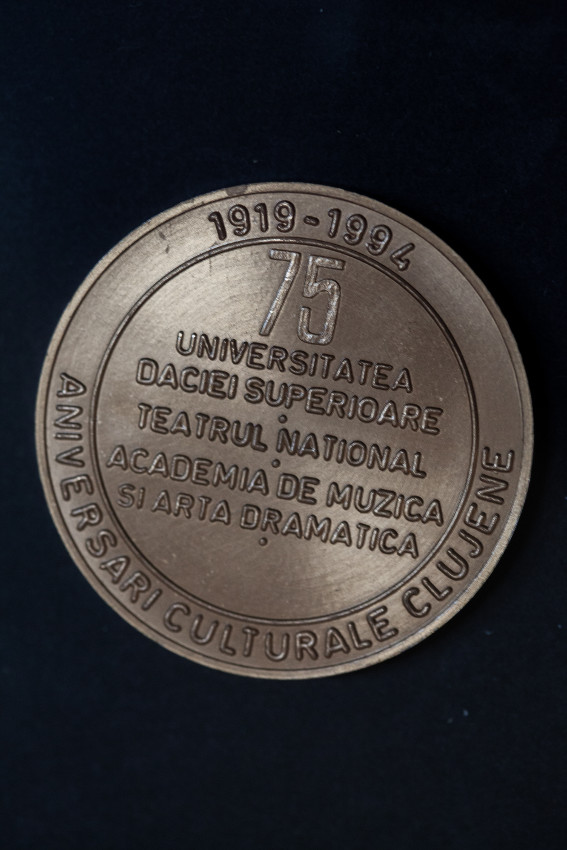 1919-1994
75
UNIVERSITATEA
DACIEI SUPERIOARE
TEATRUL NATIONAL
ACADEMIA DE MUZICA
SI ARTA DRAMATICA
ANIVERSARI CULTURALE CLUJENE